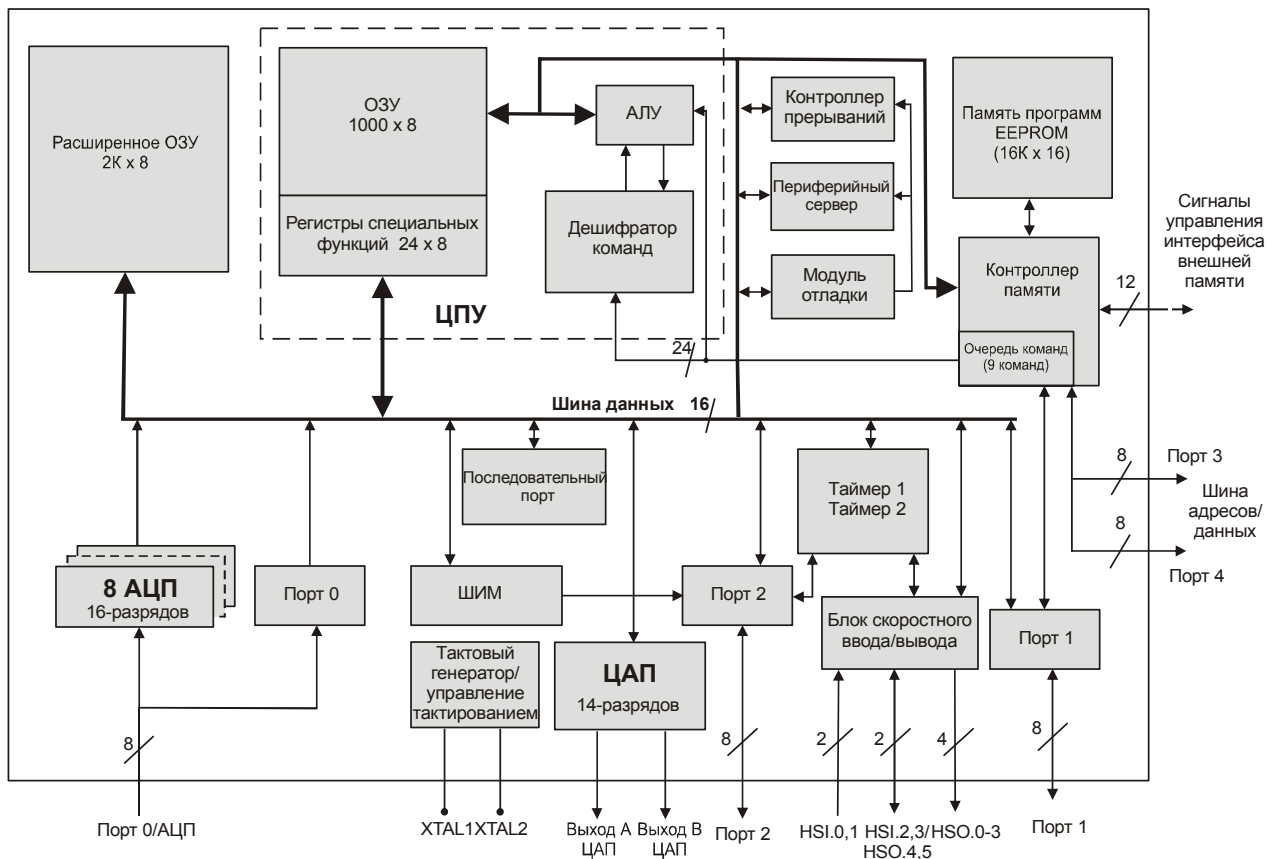 Расширенное ОЗУ
2К x 8
ОЗУ
1000 x 8
Регистры специальных
функций 24 x 8
АЛУ
Дешифратор
команд
ЦПУ
Контроллер
прерываний
Периферийный
сервер
Модуль
отладки
Память программ
EEPROM
(16К x 16)
Контроллер
памяти
Очередь команд
(9 команд)
12
Сигналы
управления
интерфейса
внешней
памяти
24
Шина данных 16
8
Порт 3
Шина
адресов/
данных
8
Порт 4
Последовательный
порт
Таймер 1
Таймер 2
8 АЦП
16-разрядов
Порт 0
ШИМ
Порт 2
Блок скоростного
ввода/вывода
Порт 1
Тактовый
генератор/
управление
тактированием
ЦАП
14-разрядов
8
8
2
2
4
8
Порт 0/АЦП
XTAL1
XTAL2
Выход А
ЦАП
Выход В
ЦАП
Порт 2
HSI.0,1
HSI.2,3/
HSO.4,5
HSO.0-3
Порт 1